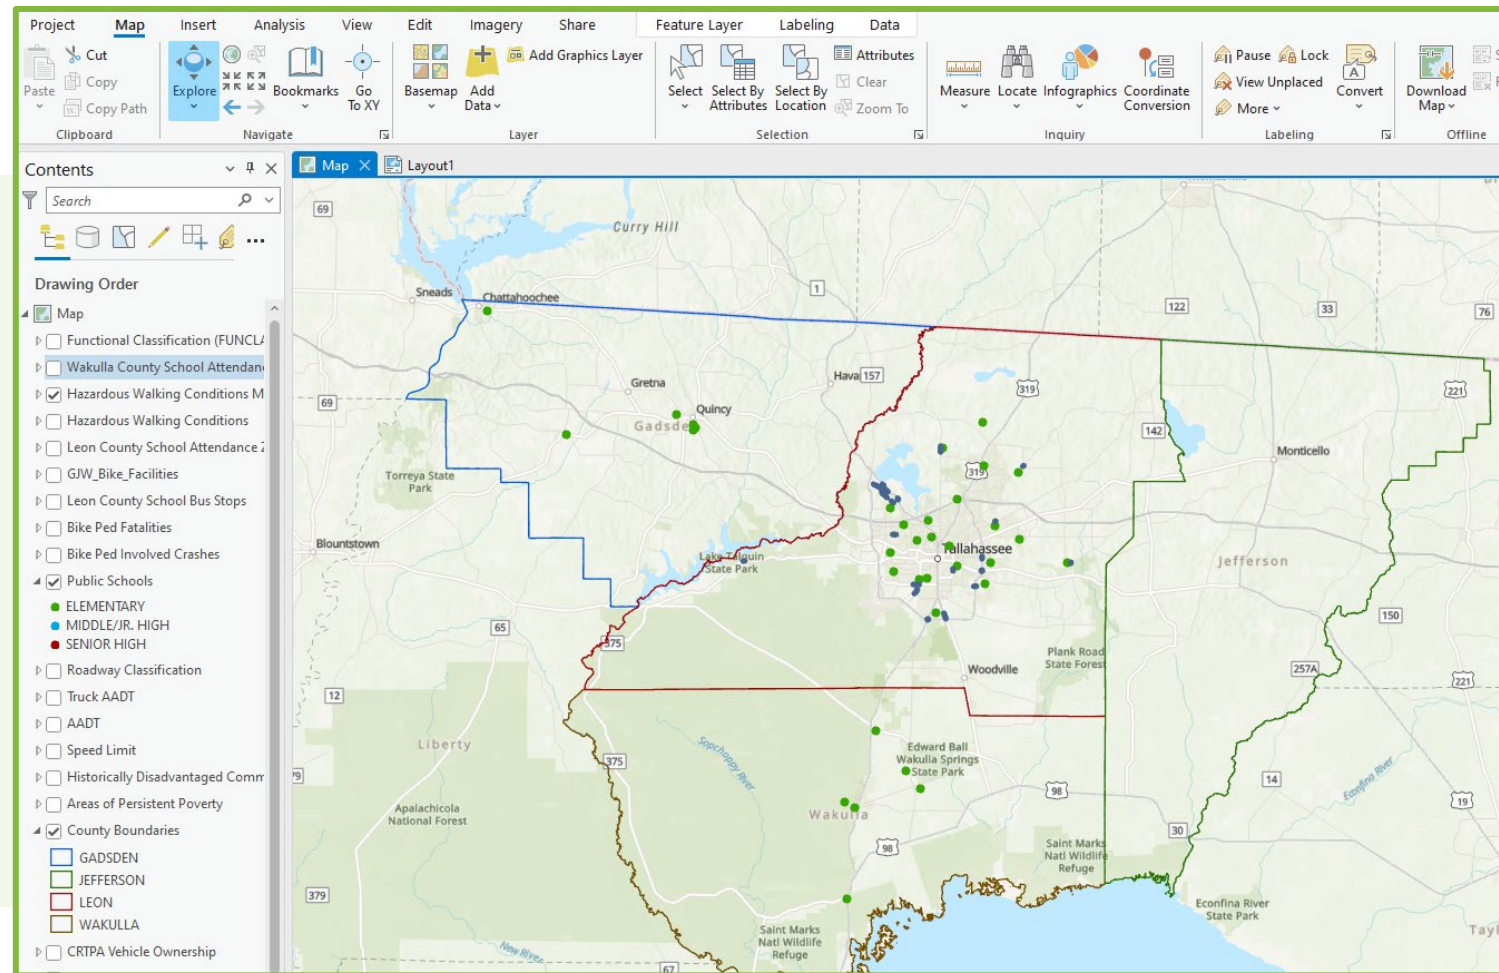 Project Map Insert Analysis View Edit Imagery Share Feature Layer Labeling Data
Paste
Cut
Copy
Copy Path
Clipboard
Explore
Bookmarks
Go
To XY
Navigate
Basemap
Add
Data
Add Graphics Layer
Layer
Select
Select By
Attributes
Select By
Location
Attributes
Clear
Zoom To
Selection
Measure
Locate
Infographics
Coordinate
Conversion
Inquiry
Pause
Lock
View Unplaced
More
Convert
Labeling
Download
Map
Offline
Contents
Search
Drawing Order
Map
Functional Classification (FUNCLA
Wakulla County School Attendan
Hazardous Walking Conditions M
Hazardous Walking Conditions
Leon County School Attendance Z
GJW_Bike_Facilities
Leon County School Bus Stops
Bike Ped Fatalities
Bike Ped Involved Crashes
Public Schools
ELEMENTARY
MIDDLE/JR. HIGH
SENIOR HIGH
Roadway Classification
Truck AADT
AADT
Speed Limit
Historically Disadvantaged Comm
Areas of Persistent Poverty
County Boundaries
GADSDEN
JEFFERSON
LEON
WAKULLA
CRTPA Vehicle Ownership
Map
Layout1
69
Curry Hill
Sneads
Chattahoochee
1
122
33
76
Gretna
Hava
157
319
221
69
Quincy
Gadsde
142
Monticello
319
Torreya State
Park
Blountstown
Lake Talquin
State Park
Tallahassee
Jefferson
65
375
150
Plank Road
State Forest
Woodville
257A
221
12
Liberty
375
Sopchoppy River
Edward Ball
Wakulla Springs
State Park
79
98
14
Econfina River
19
Apalachicola
National Forest
Wakulla
98
30
Saint Marks
Natl Wildlife
Refuge
379
Econfina River
State Park
Saint Marks
Natl Wildlife
Refuge
Tayl
New River
67